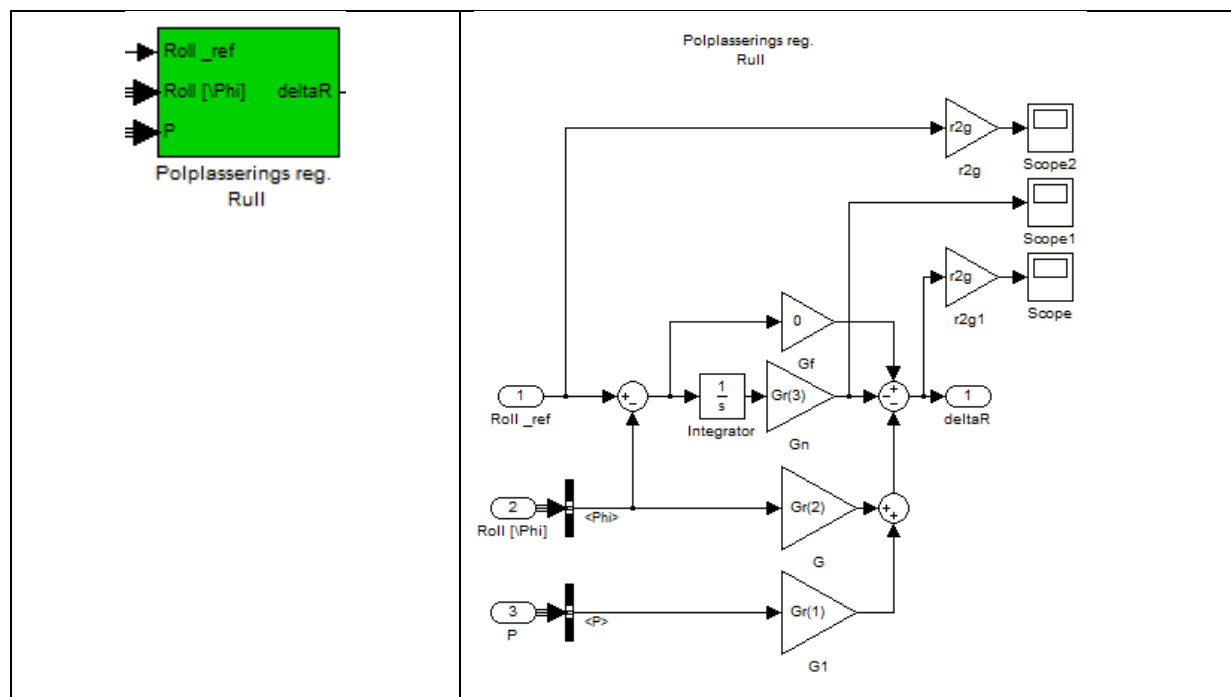 Roll _ref
Roll [\Phi]
deltaR
P
Polplasserings reg.
Rull
Polplasserings reg.
Rull
r2g
r2g
Scope2
Scope1
r2g
r2g1
Scope
0
Gf
1
Roll _ref
+
−
1
s
Integrator
Gr(3)
Gn
+
−
−
1
deltaR
2
Roll [\Phi]
<Phi>
Gr(2)
G
+
+
3
P
<P>
Gr(1)
G1